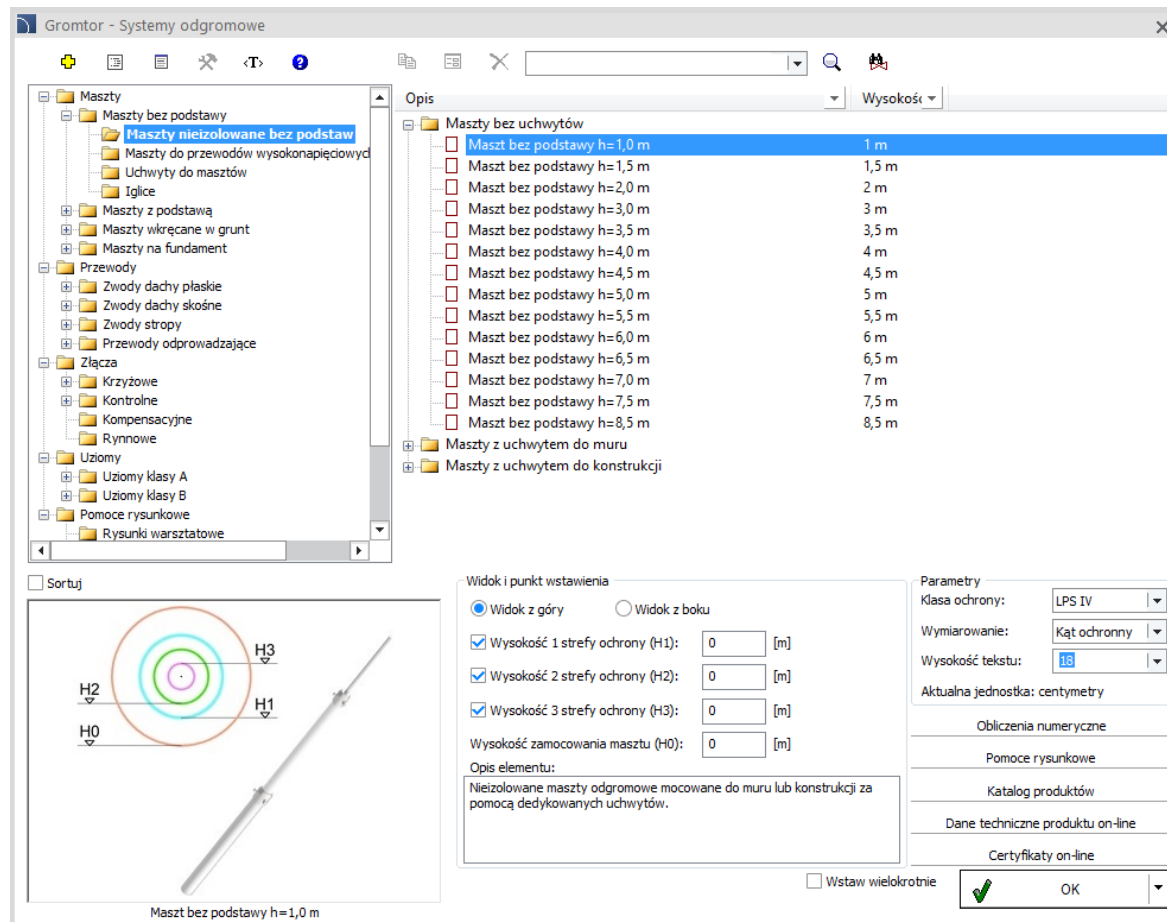 Gromtor - Systemy odgromowe
‹T›
?
Maszty
Maszty bez podstawy
Maszty nieizolowane bez podstaw
Maszty do przewodów wysokonapięciowych
Uchwyty do masztów
Iglice
Maszty z podstawą
Maszty wkręcane w grunt
Maszty na fundament
Przewody
Zwody dachy płaskie
Zwody dachy skośne
Zwody stropy
Przewody odprowadzające
Złącza
Krzyżowe
Kontrolne
Kompensacyjne
Rynnowe
Uziomy
Uziomy klasy A
Uziomy klasy B
Pomoce rysunkowe
Rysunki warsztatowe
Opis Wysokość
Maszty bez uchwytów
Maszt bez podstawy h=1,0 m 1 m
Maszt bez podstawy h=1,5 m 1,5 m
Maszt bez podstawy h=2,0 m 2 m
Maszt bez podstawy h=3,0 m 3 m
Maszt bez podstawy h=3,5 m 3,5 m
Maszt bez podstawy h=4,0 m 4 m
Maszt bez podstawy h=4,5 m 4,5 m
Maszt bez podstawy h=5,0 m 5 m
Maszt bez podstawy h=5,5 m 5,5 m
Maszt bez podstawy h=6,0 m 6 m
Maszt bez podstawy h=6,5 m 6,5 m
Maszt bez podstawy h=7,0 m 7 m
Maszt bez podstawy h=7,5 m 7,5 m
Maszt bez podstawy h=8,5 m 8,5 m
Maszty z uchwytem do muru
Maszty z uchwytem do konstrukcji
Sortuj
H3
H2
H1
H0
Maszt bez podstawy h=1,0 m
Widok i punkt wstawienia
Widok z góry Widok z boku
Wysokość 1 strefy ochrony (H1): 0 [m]
Wysokość 2 strefy ochrony (H2): 0 [m]
Wysokość 3 strefy ochrony (H3): 0 [m]
Wysokość zamocowania masztu (H0): 0 [m]
Opis elementu:
Nieizolowane maszty odgromowe mocowane do muru lub konstrukcji za
pomocą dedykowanych uchwytów.
Parametry
Klasa ochrony: LPS IV
Wymiarowanie: Kąt ochronny
Wysokość tekstu: 18
Aktualna jednostka: centymetry
Obliczenia numeryczne
Pomoce rysunkowe
Katalog produktów
Dane techniczne produktu on-line
Certyfikaty on-line
Wstaw wielokrotnie
OK